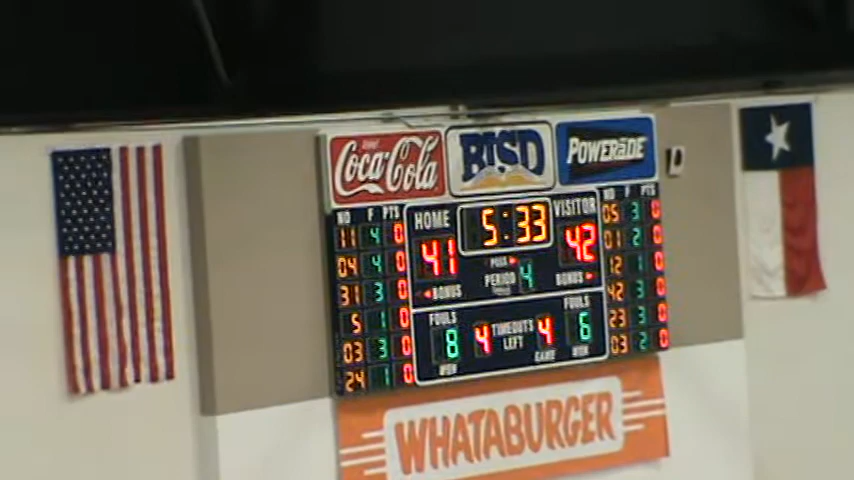 enjoy
Coca-Cola
BISD
POWERADE
D
NO F PTS
HOME
5:33
VISITOR
NO F PTS
11 4 0
04 4 0
31 3 0
5 1 0
03 3 0
24 1 0
41
42
POSS
PERIOD 4
BONUS
BONUS
FOULS
FOULS
8
4 TIMEOUTS LEFT 4
6
GAME
05 3 0
01 2 0
12 1 0
42 3 0
23 3 0
03 2 0
WHATABURGER